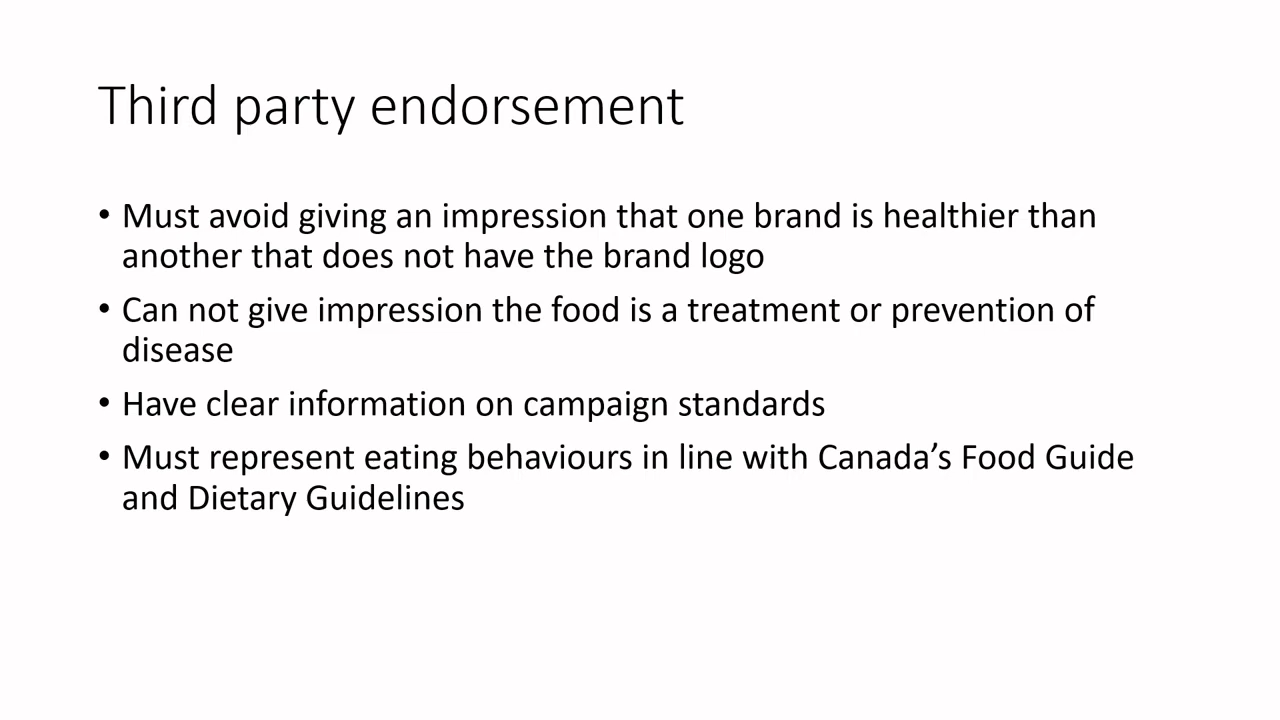 Third party endorsement
• Must avoid giving an impression that one brand is healthier than
another that does not have the brand logo
• Can not give impression the food is a treatment or prevention of
disease
• Have clear information on campaign standards
• Must represent eating behaviours in line with Canada’s Food Guide
and Dietary Guidelines